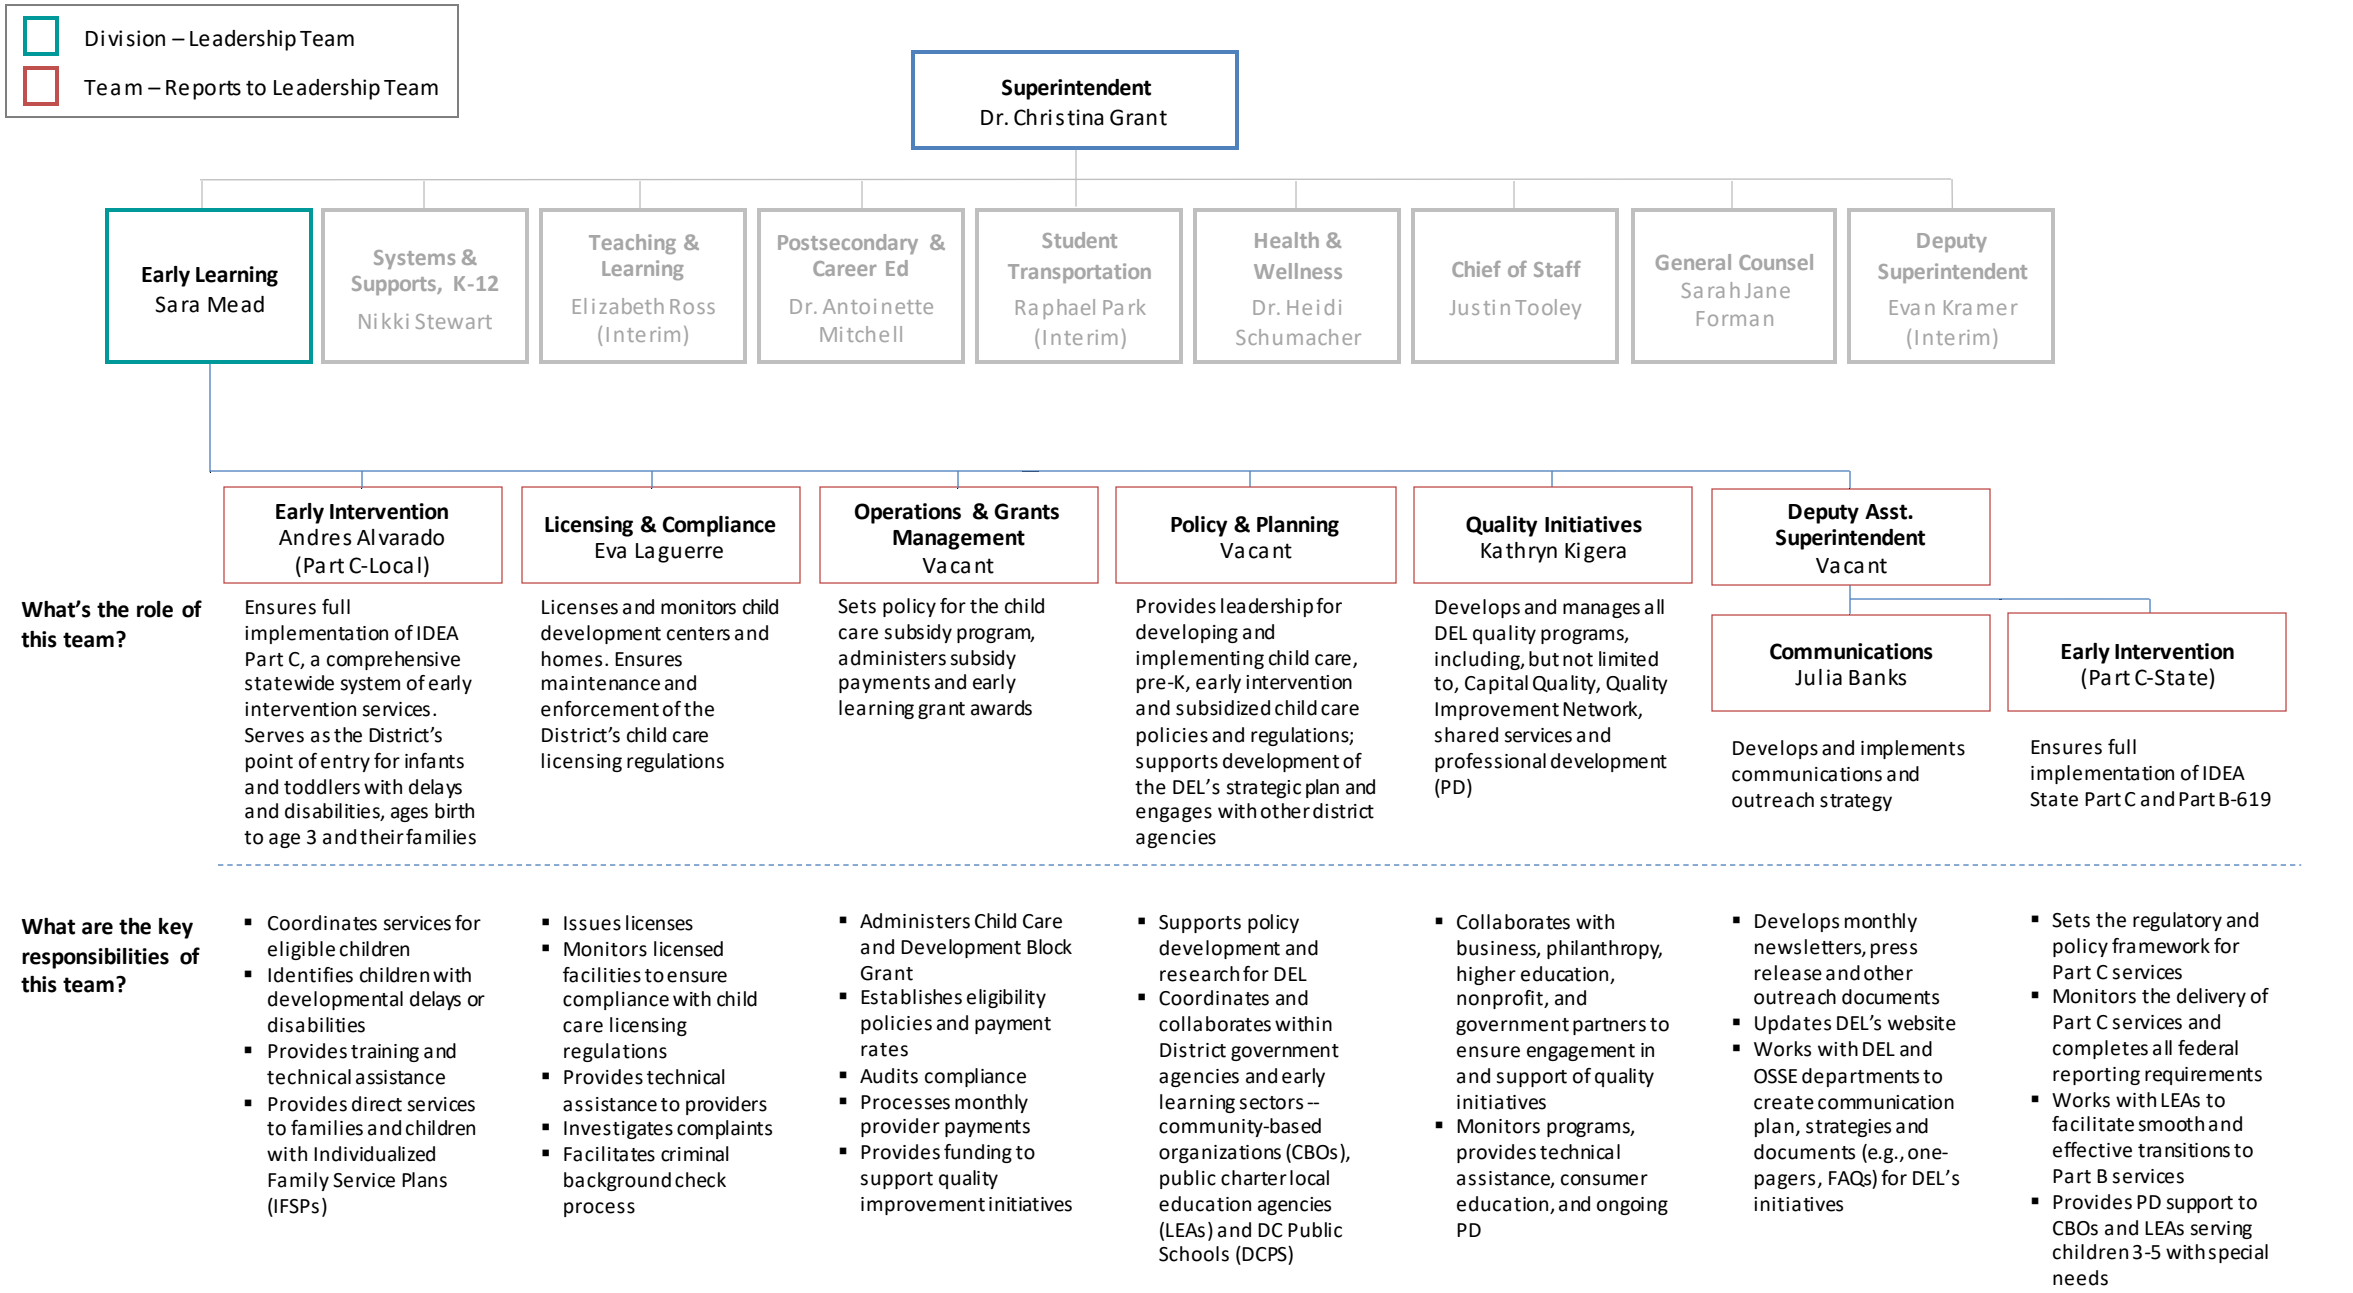 Division – Leadership Team
Team – Reports to Leadership Team
Superintendent
Dr. Christina Grant
Early Learning
Sara Mead
Systems &
Supports, K-12
Nikki Stewart
Teaching &
Learning
Elizabeth Ross
(Interim)
Postsecondary &
Career Ed
Dr. Antoinette
Mitchell
Student
Transportation
Raphael Park
(Interim)
Health &
Wellness
Dr. Heidi
Schumacher
Chief of Staff
Justin Tooley
General Counsel
Sarah Jane
Forman
Deputy
Superintendent
Evan Kramer
(Interim)
Early Intervention
Andres Alvarado
(Part C-Local)
Licensing & Compliance
Eva Laguerre
Operations & Grants
Management
Vacant
Policy & Planning
Vacant
Quality Initiatives
Kathryn Kigera
Deputy Asst.
Superintendent
Vacant
Communications
Julia Banks
Early Intervention
(Part C-State)
What's the role of
this team?
Ensures full
implementation of IDEA
Part C, a comprehensive
statewide system of early
intervention services.
Serves as the District's
point of entry for infants
and toddlers with delays
and disabilities, ages birth
to age 3 and their families
Licenses and monitors child
development centers and
homes. Ensures
maintenance and
enforcement of the
District's child care
licensing regulations
Sets policy for the child
care subsidy program,
administers subsidy
payments and early
learning grant awards
Provides leadership for
developing and
implementing child care,
pre-K, early intervention
and subsidized child care
policies and regulations;
supports development of
the DEL's strategic plan and
engages with other district
agencies
Develops and manages all
DEL quality programs,
including, but not limited
to, Capital Quality, Quality
Improvement Network,
shared services and
professional development
(PD)
Develops and implements
communications and
outreach strategy
Ensures full
implementation of IDEA
State Part C and Part B-619
What are the key
responsibilities of
this team?
▪ Coordinates services for
eligible children
▪ Identifies children with
developmental delays or
disabilities
▪ Provides training and
technical assistance
▪ Provides direct services
to families and children
with Individualized
Family Service Plans
(IFSPs)
▪ Issues licenses
▪ Monitors licensed
facilities to ensure
compliance with child
care licensing
regulations
▪ Provides technical
assistance to providers
▪ Investigates complaints
▪ Facilitates criminal
background check
process
▪ Administers Child Care
and Development Block
Grant
▪ Establishes eligibility
policies and payment
rates
▪ Audits compliance
▪ Processes monthly
provider payments
▪ Provides funding to
support quality
improvement initiatives
▪ Supports policy
development and
research for DEL
▪ Coordinates and
collaborates within
District government
agencies and early
learning sectors --
community-based
organizations (CBOs),
public charter local
education agencies
(LEAs) and DC Public
Schools (DCPS)
▪ Collaborates with
business, philanthropy,
higher education,
nonprofit, and
government partners to
ensure engagement in
and support of quality
initiatives
▪ Monitors programs,
provides technical
assistance, consumer
education, and ongoing
PD
▪ Develops monthly
newsletters, press
release and other
outreach documents
▪ Updates DEL's website
▪ Works with DEL and
OSSE departments to
create communication
plan, strategies and
documents (e.g., one-
pagers, FAQs) for DEL's
initiatives
▪ Sets the regulatory and
policy framework for
Part C services
▪ Monitors the delivery of
Part C services and
completes all federal
reporting requirements
▪ Works with LEAs to
facilitate smooth and
effective transitions to
Part B services
▪ Provides PD support to
CBOs and LEAs serving
children 3-5 with special
needs